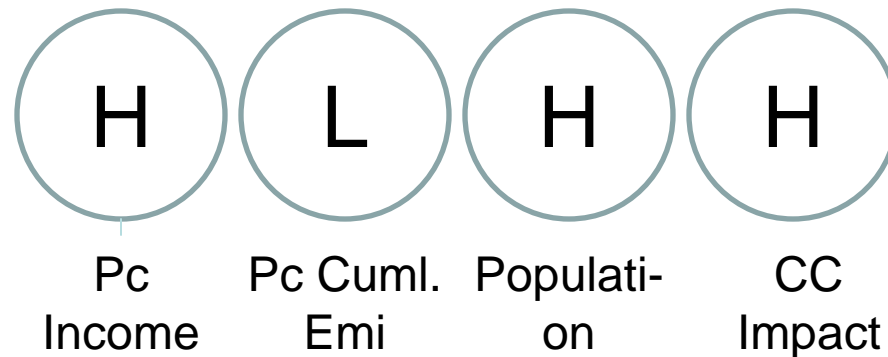 H L H H
Pc Pc Cuml. Populati- CC
Income Emi on Impact